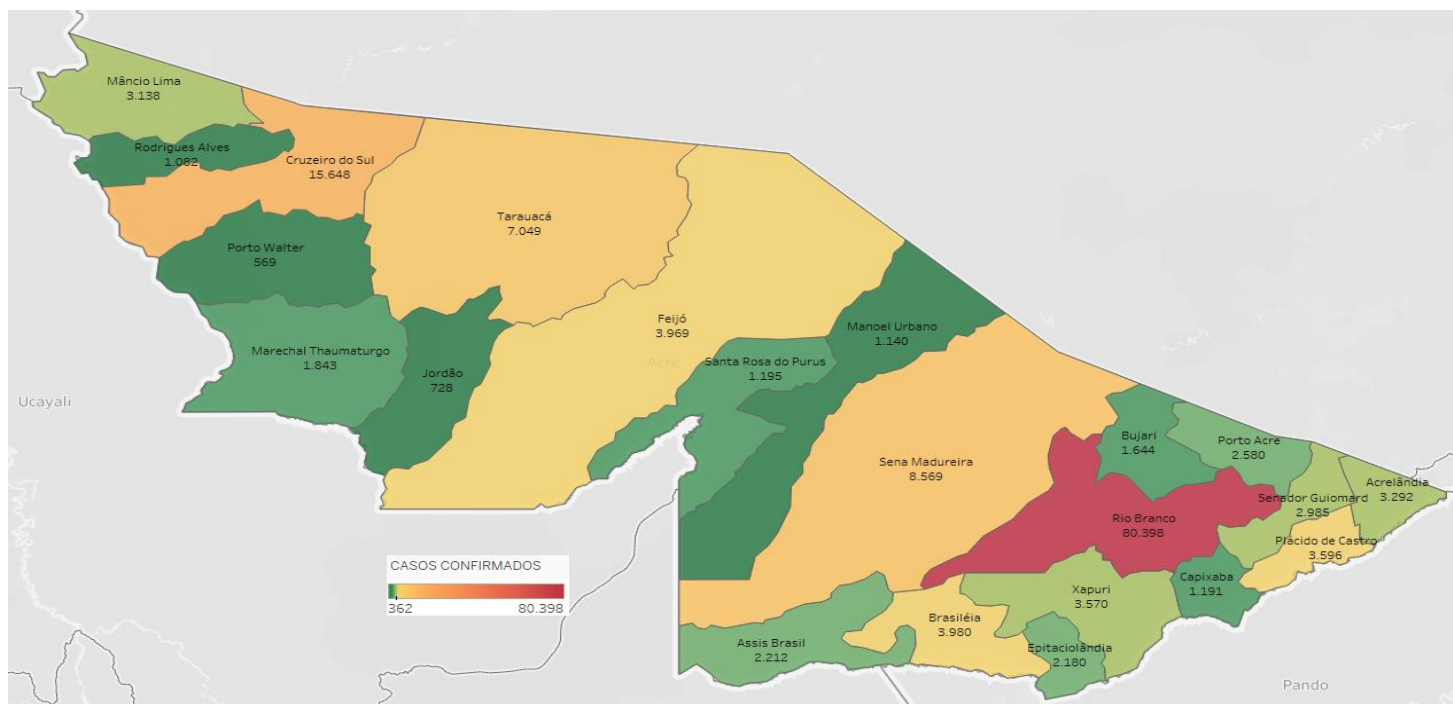 Mâncio Lima
3.138
Rodrigues Alves
1.082
Cruzeiro do Sul
15.648
Tarauacá
7.049
Porto Walter
569
Feijó
3.969
Acre
Manoel Urbano
1.140
Marechal Thaumaturgo
1.843
Santa Rosa do Purus
1.195
Jordão
728
Ucayali
Bujari
1.644
Porto Acre
2.580
Sena Madureira
8.569
Acrelândia
3.292
Senador Guiomard
2.985
Rio Branco
80.398
Plácido de Castro
3.596
CASOS CONFIRMADOS
362
80.398
Capixaba
1.191
Xapuri
3.570
Brasiléia
3.980
Assis Brasil
2.212
Epitaciolândia
2.180
Pando